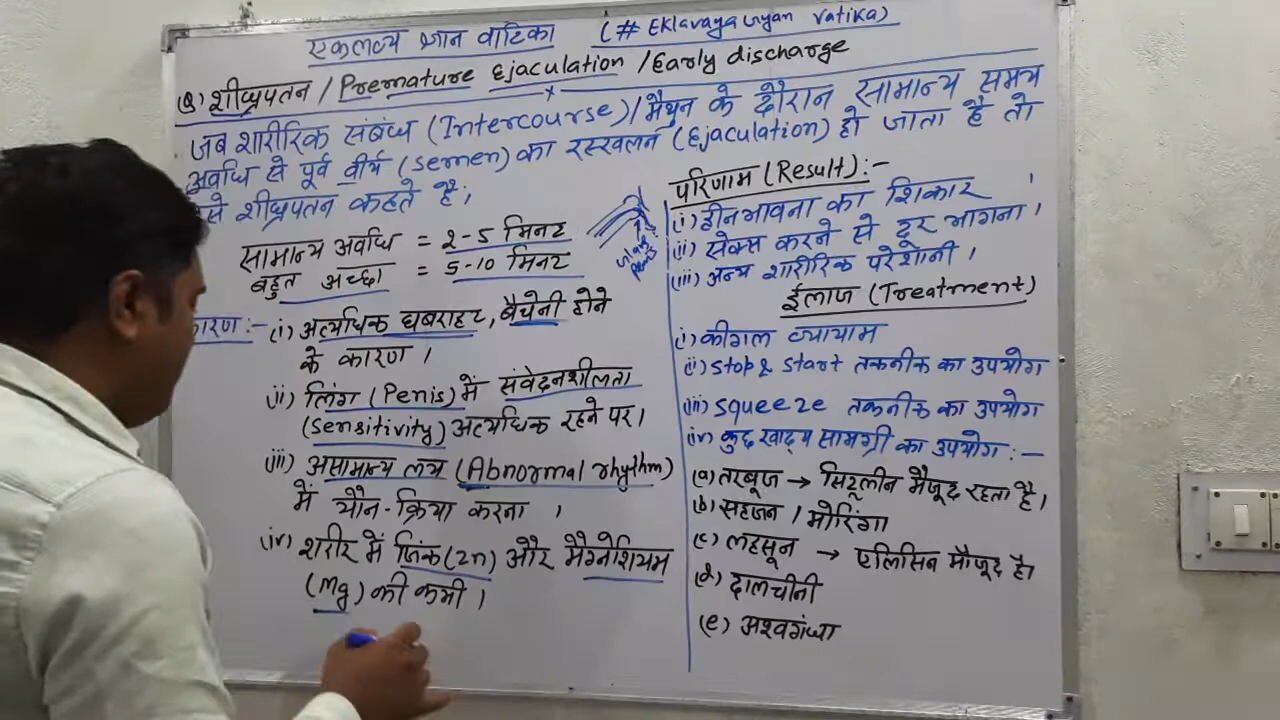 एकलव्य ज्ञान वाटिका (# Eklavaya Gyan Vatika)
(Q) शीघ्रपतन / Premature Ejaculation / Early discharge
जब शारीरिक संबंध (Intercourse)/मैथुन के दौरान सामान्य समय
अवधि से पूर्व वीर्य (semen) का स्खलन (Ejaculation) हो जाता है तो
से शीघ्रपतन कहते है;
सामान्य अवधि = 2-5 मिनट
बहुत अच्छा = 5-10 मिनट
कारण :- (i) अत्यधिक घबराहट, बैचेनी होने
के कारण ।
(ii) लिंग (Penis) में संवेदनशीलता
(Sensitivity) अत्यधिक रहने पर।
(iii) असामान्य लय (Abnormal rhythm)
में यौन-क्रिया करना ।
(iv) शरीर में जिंक (Zn) और मैग्नेशियम
(Mg) की कमी ।
penis
परिणाम (Result) :-
(i) हीनभावना का शिकार ।
(ii) सेक्स करने से दूर भागना ।
(iii) अन्य शारीरिक परेशानी ।
ईलाज (Treatment)
(i) कीगल व्यायाम
(ii) stop & start तकनीक का उपयोग
(iii) squeeze तकनीक का उपयोग
(iv) कुछ खाद्य सामग्री का उपयोग :-
(a) तरबूज → सिट्रूलीन मौजूद रहता है।
(b) सहजन / मोरिंगा
(c) लहसून → एलिसिन मौजूद है।
(d) दालचीनी
(e) अश्वगंधा